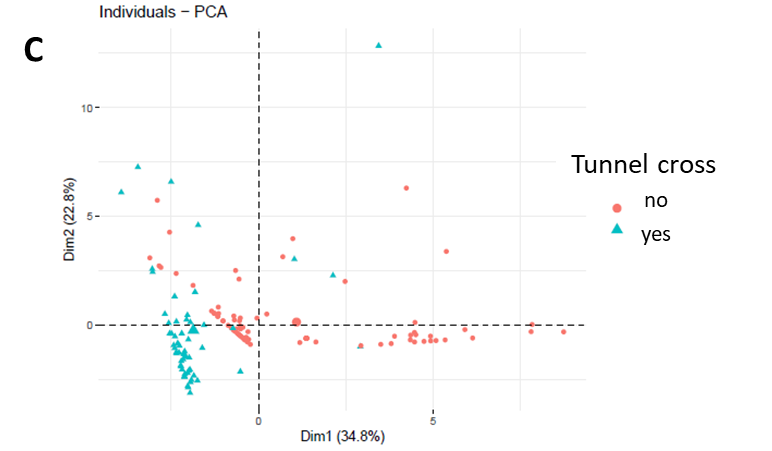 Individuals − PCA
C
10
5
0
Dim2 (22.8%)
0
5
Dim1 (34.8%)
Tunnel cross
no
yes